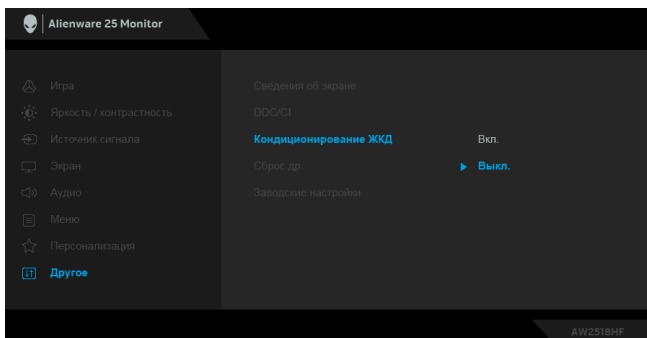 Alienware 25 Monitor
Игра
Яркость / контрастность
Источник сигнала
Экран
Аудио
Меню
Персонализация
Другое
Сведения об экране
DDC/CI
Кондиционирование ЖКД
Сброс др.
Заводские настройки
Вкл.
Выкл.
AW2518HF